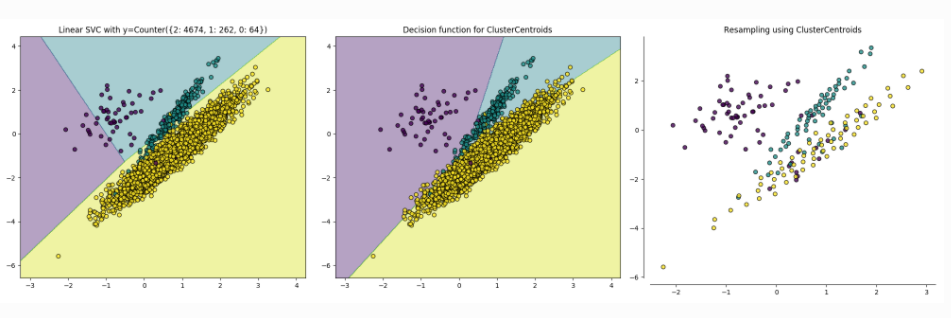 Linear SVC with y=Counter({2: 4674, 1: 262, 0: 64})
4
2
0
−2
−4
−6
−3 −2 −1 0 1 2 3 4
Decision function for ClusterCentroids
4
2
0
−2
−4
−6
−3 −2 −1 0 1 2 3 4
Resampling using ClusterCentroids
2
0
−2
−4
−6
−2 −1 0 1 2 3